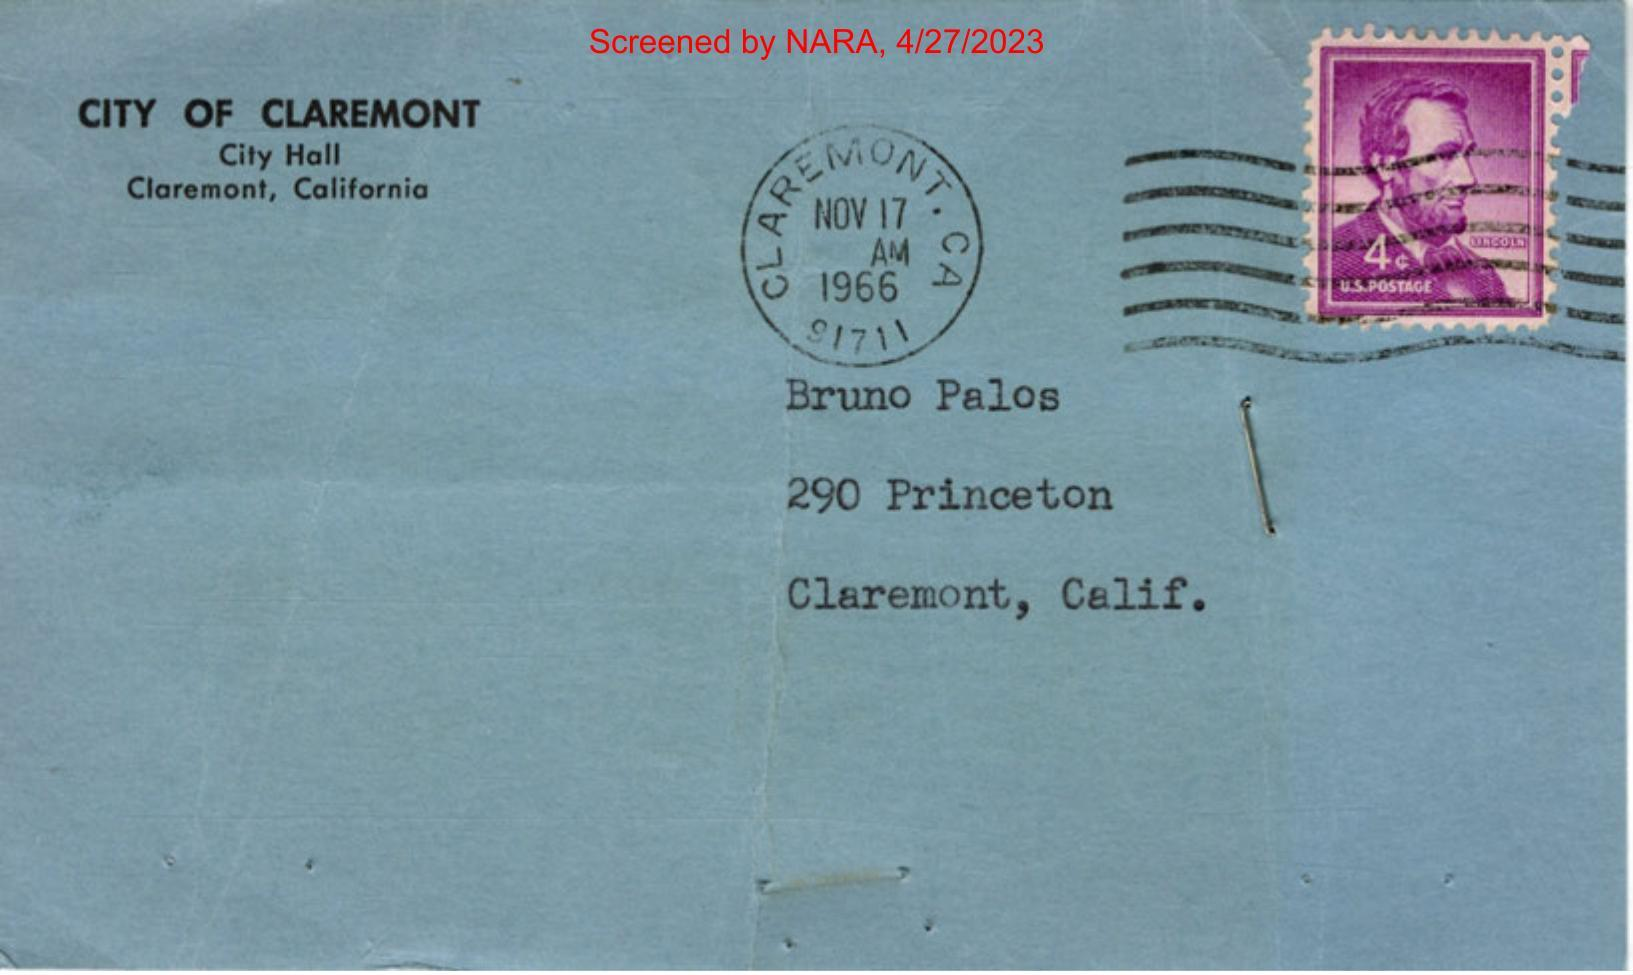 Screened by NARA, 4/27/2023
CITY OF CLAREMONT
City Hall
Claremont, California
CLAREMONT. CA
NOV 17
AM
1966
91711
4¢
LINCOLN
U.S.POSTAGE
Bruno Palos
290 Princeton
Claremont, Calif.